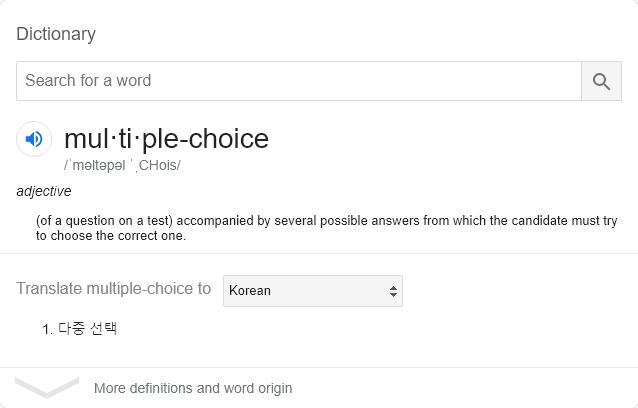 Dictionary
Search for a word
mul·ti·ple-choice
/ˈməltəpəl ˈˌCHois/
adjective
(of a question on a test) accompanied by several possible answers from which the candidate must try
to choose the correct one.
Translate multiple-choice to Korean
1. 다중 선택
More definitions and word origin